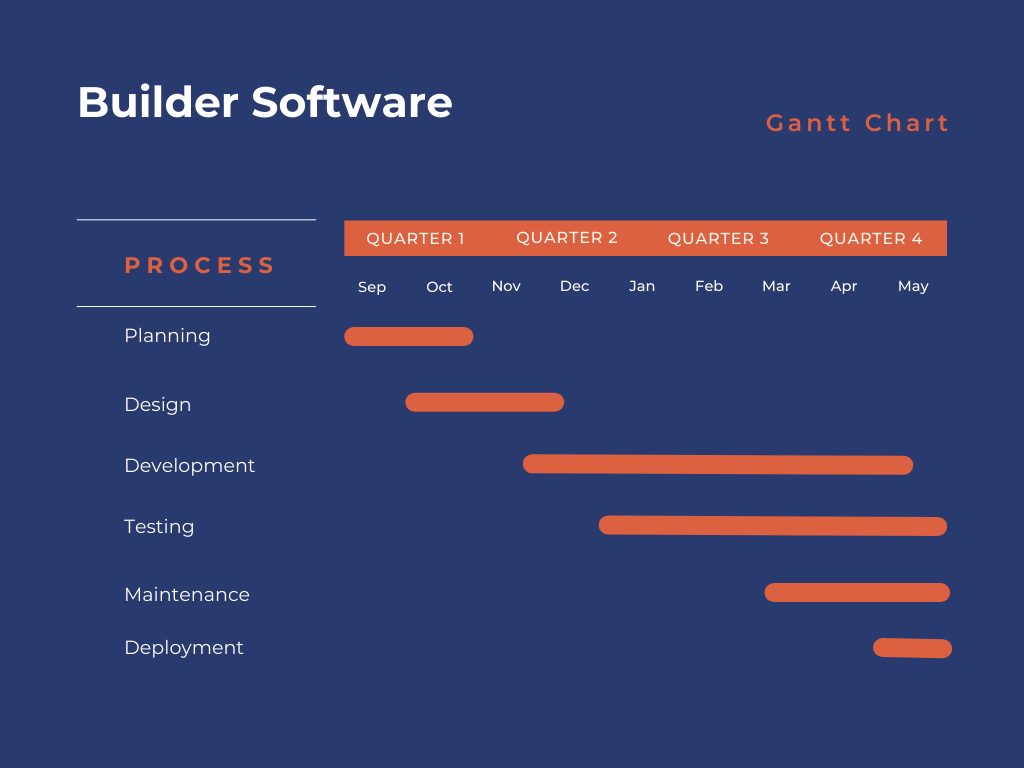 Builder Software
Gantt Chart
QUARTER 1 QUARTER 2 QUARTER 3 QUARTER 4
PROCESS
Sep Oct Nov Dec Jan Feb Mar Apr May
Planning
Design
Development
Testing
Maintenance
Deployment